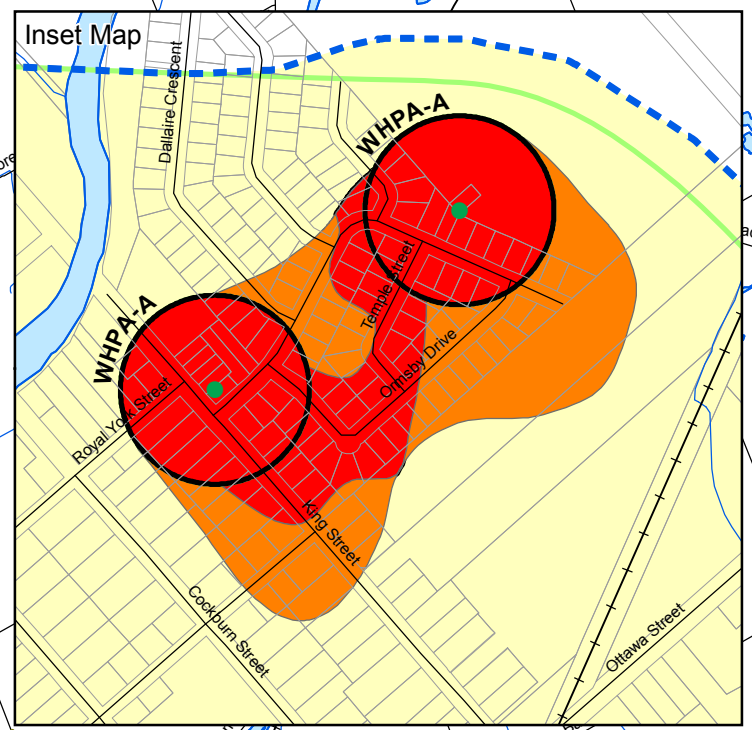 Inset Map
Dallaire Crescent
WHPA-A
Temple Street
WHPA-A
Ormsby Drive
Royal York Street
King Street
Cockburn Street
Ottawa Street